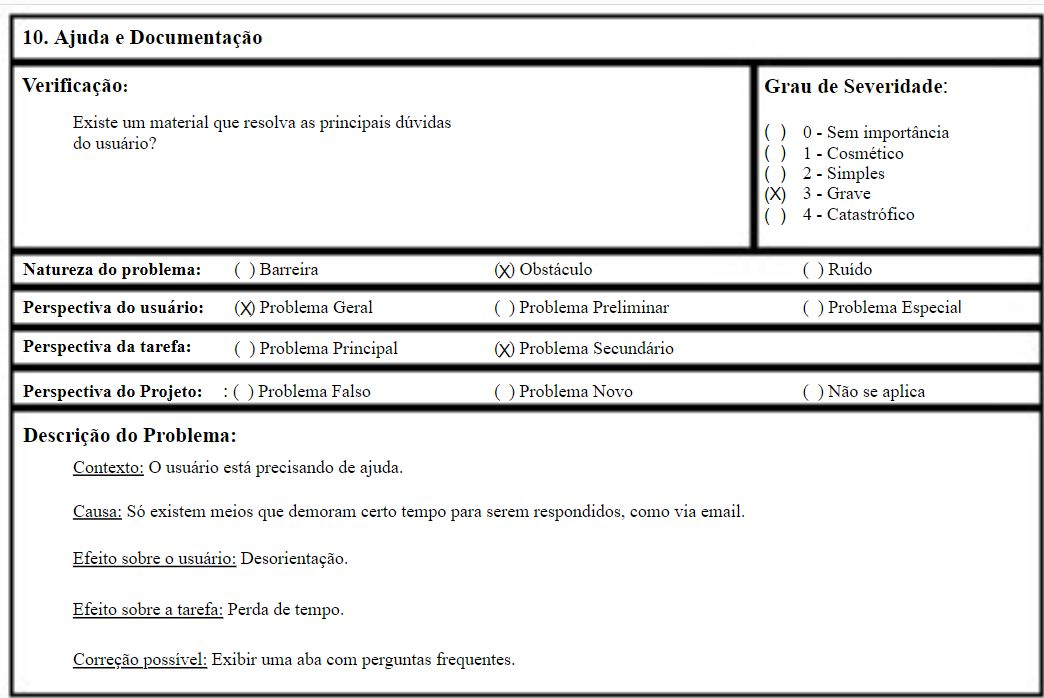 10. Ajuda e Documentação
Verificação:
Existe um material que resolva as principais dúvidas
do usuário?
Grau de Severidade:
( ) 0 - Sem importância
( ) 1 - Cosmético
( ) 2 - Simples
(X) 3 - Grave
( ) 4 - Catastrófico
Natureza do problema: ( ) Barreira (X) Obstáculo ( ) Ruído
Perspectiva do usuário: (X) Problema Geral ( ) Problema Preliminar ( ) Problema Especial
Perspectiva da tarefa: ( ) Problema Principal (X) Problema Secundário
Perspectiva do Projeto: : ( ) Problema Falso ( ) Problema Novo ( ) Não se aplica
Descrição do Problema:
Contexto: O usuário está precisando de ajuda.
Causa: Só existem meios que demoram certo tempo para serem respondidos, como via email.
Efeito sobre o usuário: Desorientação.
Efeito sobre a tarefa: Perda de tempo.
Correção possível: Exibir uma aba com perguntas frequentes.